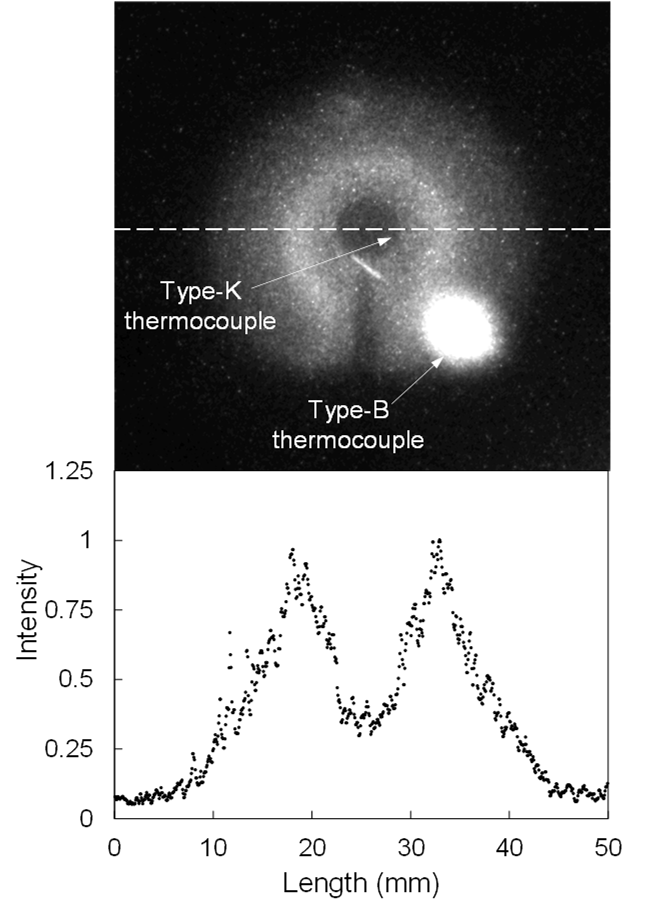 Type-K
thermocouple
Type-B
thermocouple
1.25
1
0.75
0.5
0.25
0
Intensity
0 10 20 30 40 50
Length (mm)